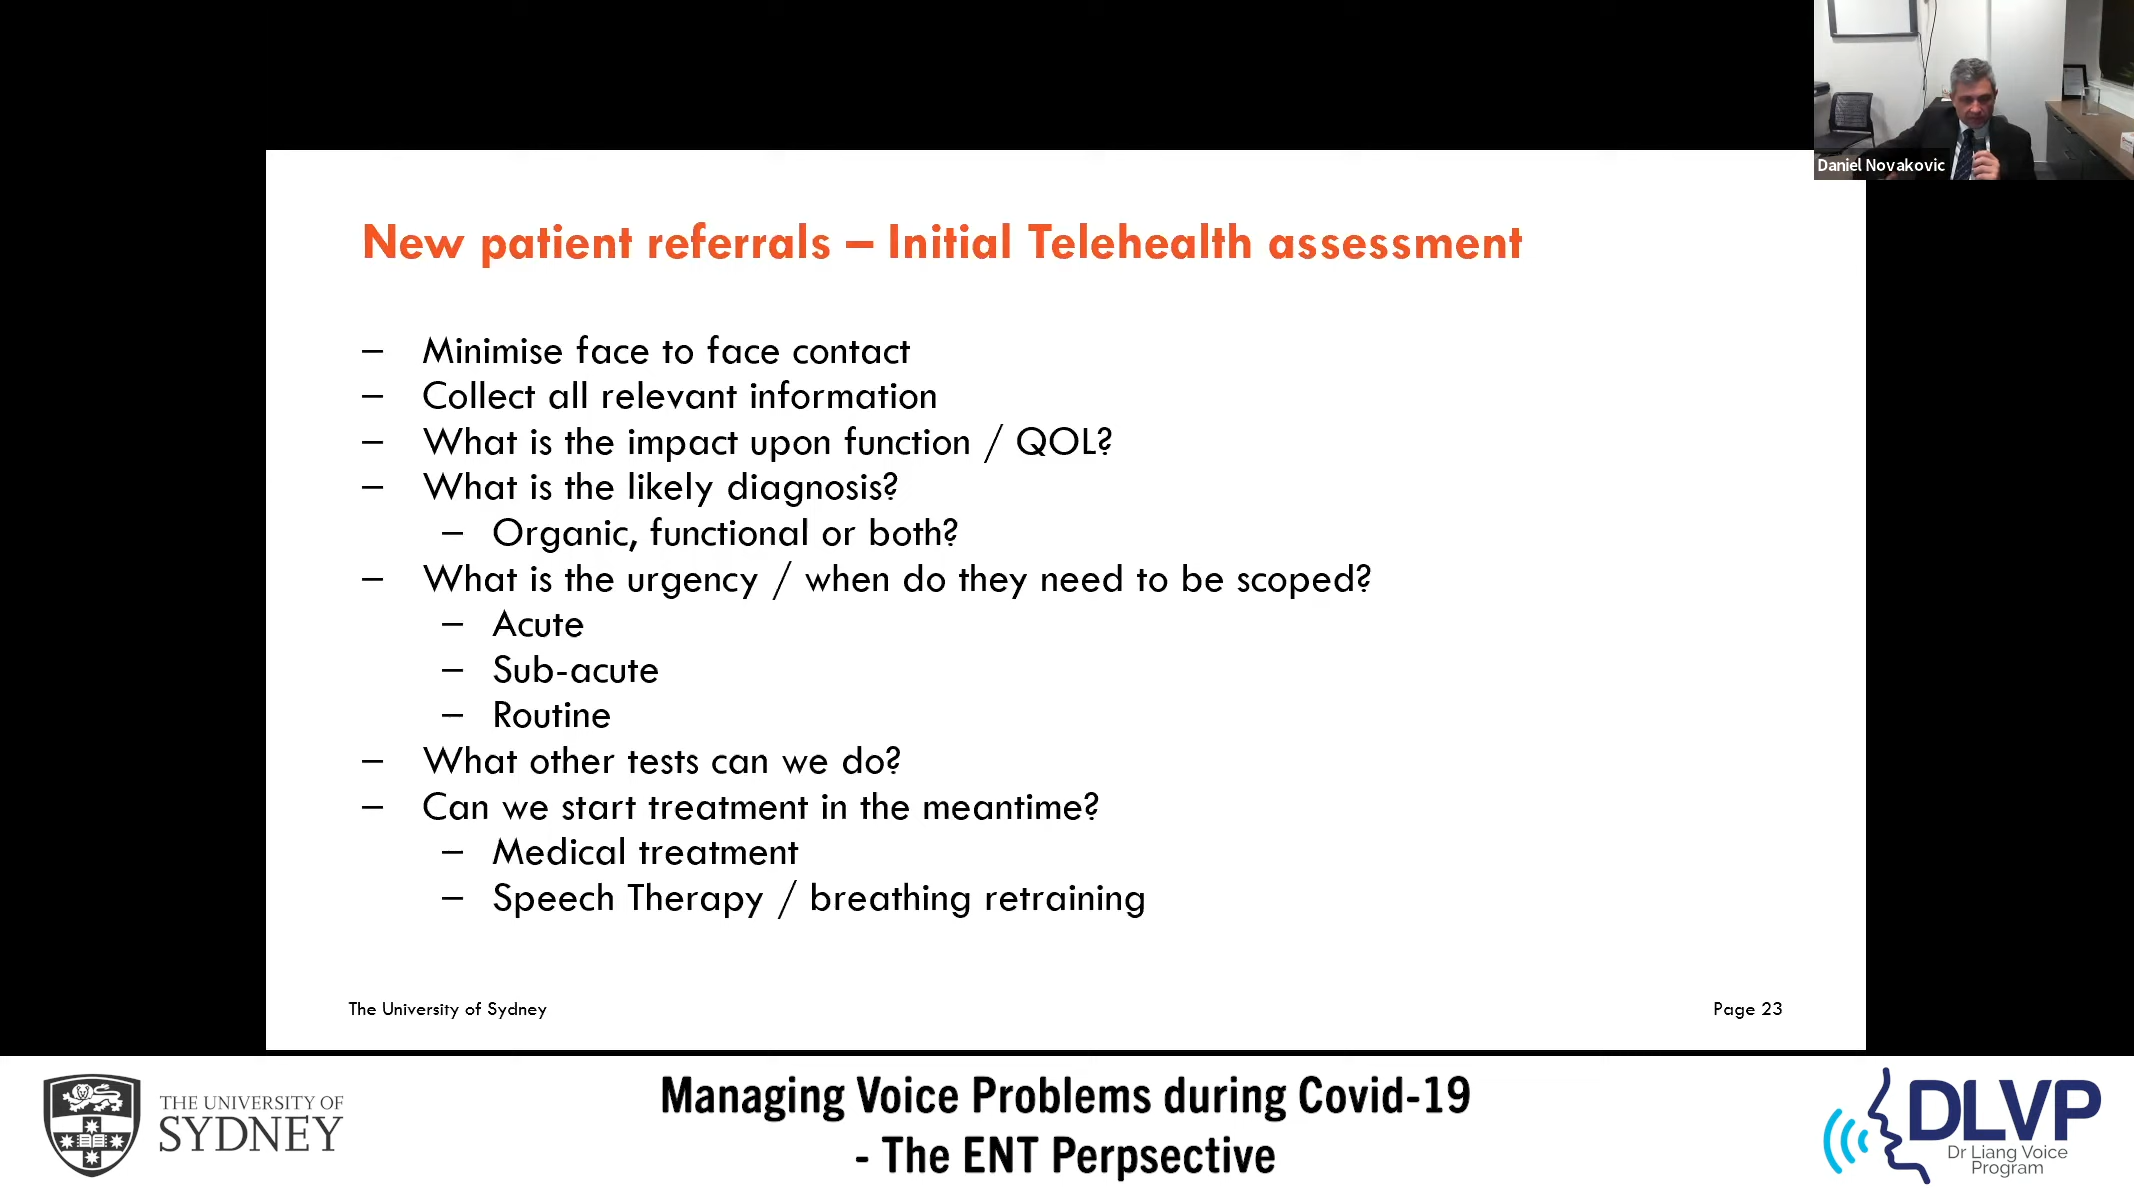 Daniel Novakovic
New patient referrals – Initial Telehealth assessment
– Minimise face to face contact
– Collect all relevant information
– What is the impact upon function / QOL?
– What is the likely diagnosis?
– Organic, functional or both?
– What is the urgency / when do they need to be scoped?
– Acute
– Sub-acute
– Routine
– What other tests can we do?
– Can we start treatment in the meantime?
– Medical treatment
– Speech Therapy / breathing retraining
The University of Sydney
Page 23
THE UNIVERSITY OF
SYDNEY
Managing Voice Problems during Covid-19
- The ENT Perpsective
DLVP
Dr Liang Voice
Program